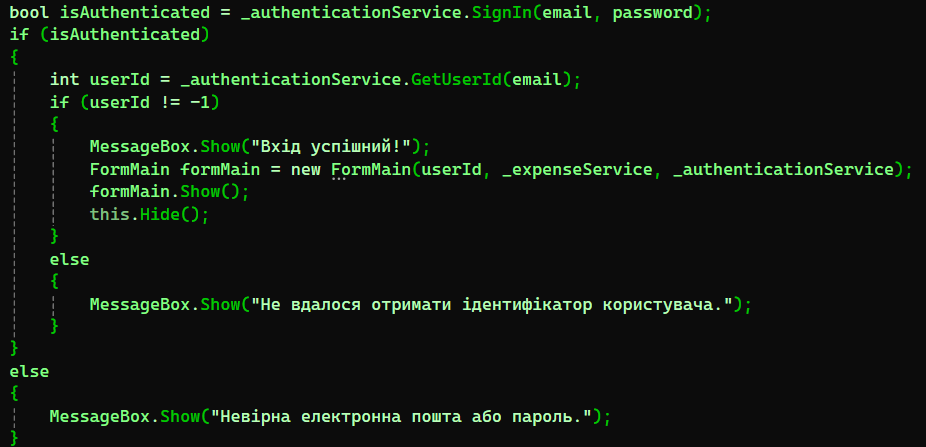 bool isAuthenticated = _authenticationService.SignIn(email, password);
if (isAuthenticated)
{
    int userId = _authenticationService.GetUserId(email);
    if (userId != -1)
    {
        MessageBox.Show("Вхід успішний!");
        FormMain formMain = new FormMain(userId, _expenseService, _authenticationService);
        formMain.Show();
        this.Hide();
    }
    else
    {
        MessageBox.Show("Не вдалося отримати ідентифікатор користувача.");
    }
}
else
{
    MessageBox.Show("Невірна електронна пошта або пароль.");
}